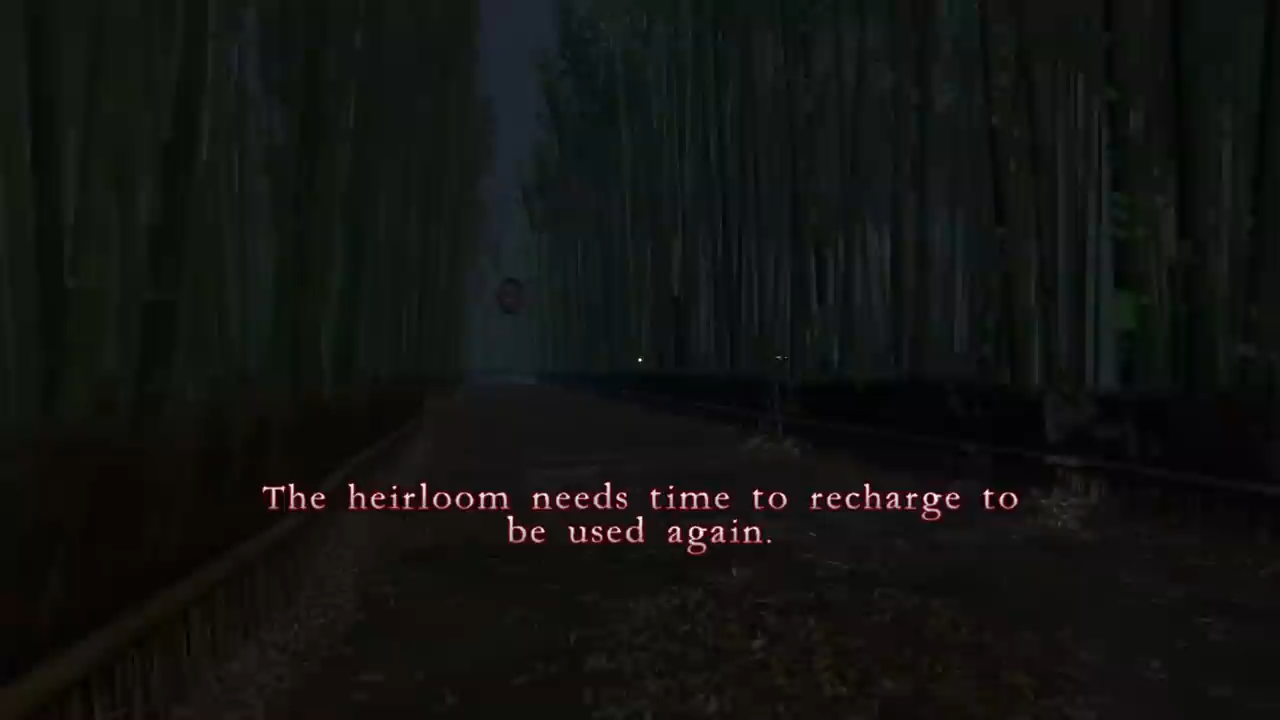 The heirloom needs time to recharge to
be used again.